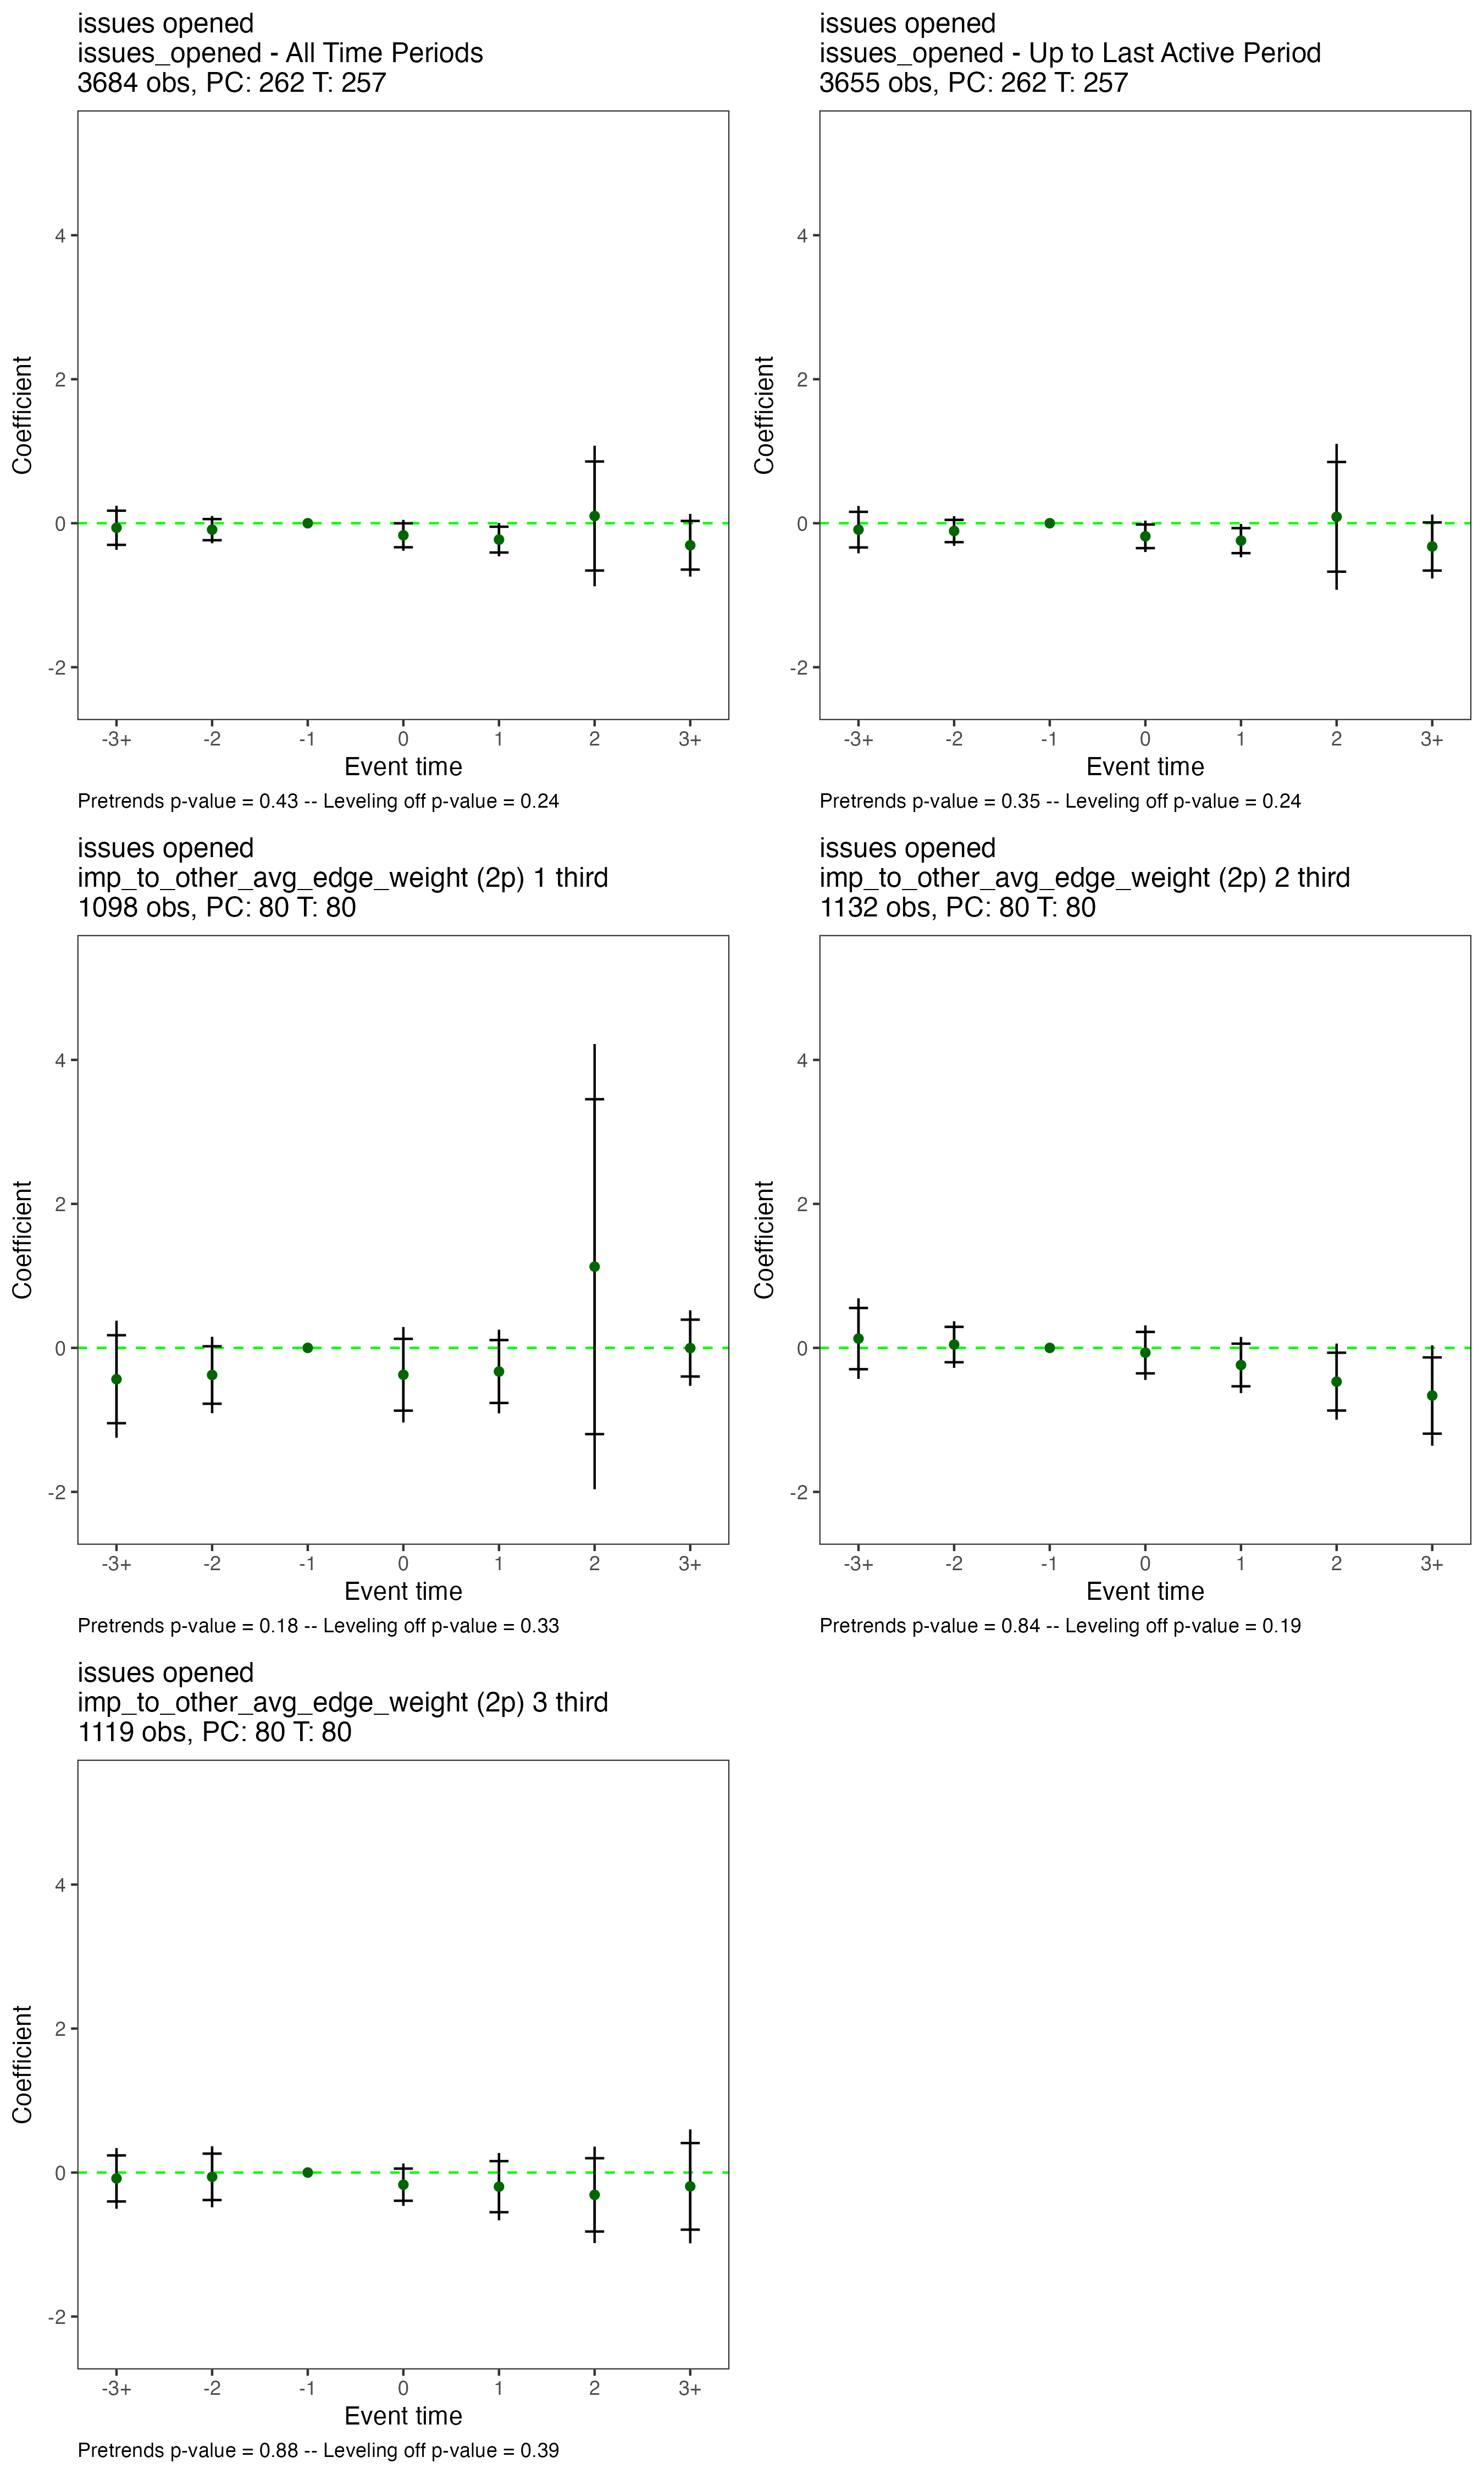 issues opened
issues_opened - All Time Periods
3684 obs, PC: 262 T: 257
4
2
0
-2
Coefficient
-3+ -2 -1 0 1 2 3+
Event time
Pretrends p-value = 0.43 -- Leveling off p-value = 0.24
issues opened
issues_opened - Up to Last Active Period
3655 obs, PC: 262 T: 257
4
2
0
-2
Coefficient
-3+ -2 -1 0 1 2 3+
Event time
Pretrends p-value = 0.35 -- Leveling off p-value = 0.24
issues opened
imp_to_other_avg_edge_weight (2p) 1 third
1098 obs, PC: 80 T: 80
4
2
0
-2
Coefficient
-3+ -2 -1 0 1 2 3+
Event time
Pretrends p-value = 0.18 -- Leveling off p-value = 0.33
issues opened
imp_to_other_avg_edge_weight (2p) 2 third
1132 obs, PC: 80 T: 80
4
2
0
-2
Coefficient
-3+ -2 -1 0 1 2 3+
Event time
Pretrends p-value = 0.84 -- Leveling off p-value = 0.19
issues opened
imp_to_other_avg_edge_weight (2p) 3 third
1119 obs, PC: 80 T: 80
4
2
0
-2
Coefficient
-3+ -2 -1 0 1 2 3+
Event time
Pretrends p-value = 0.88 -- Leveling off p-value = 0.39